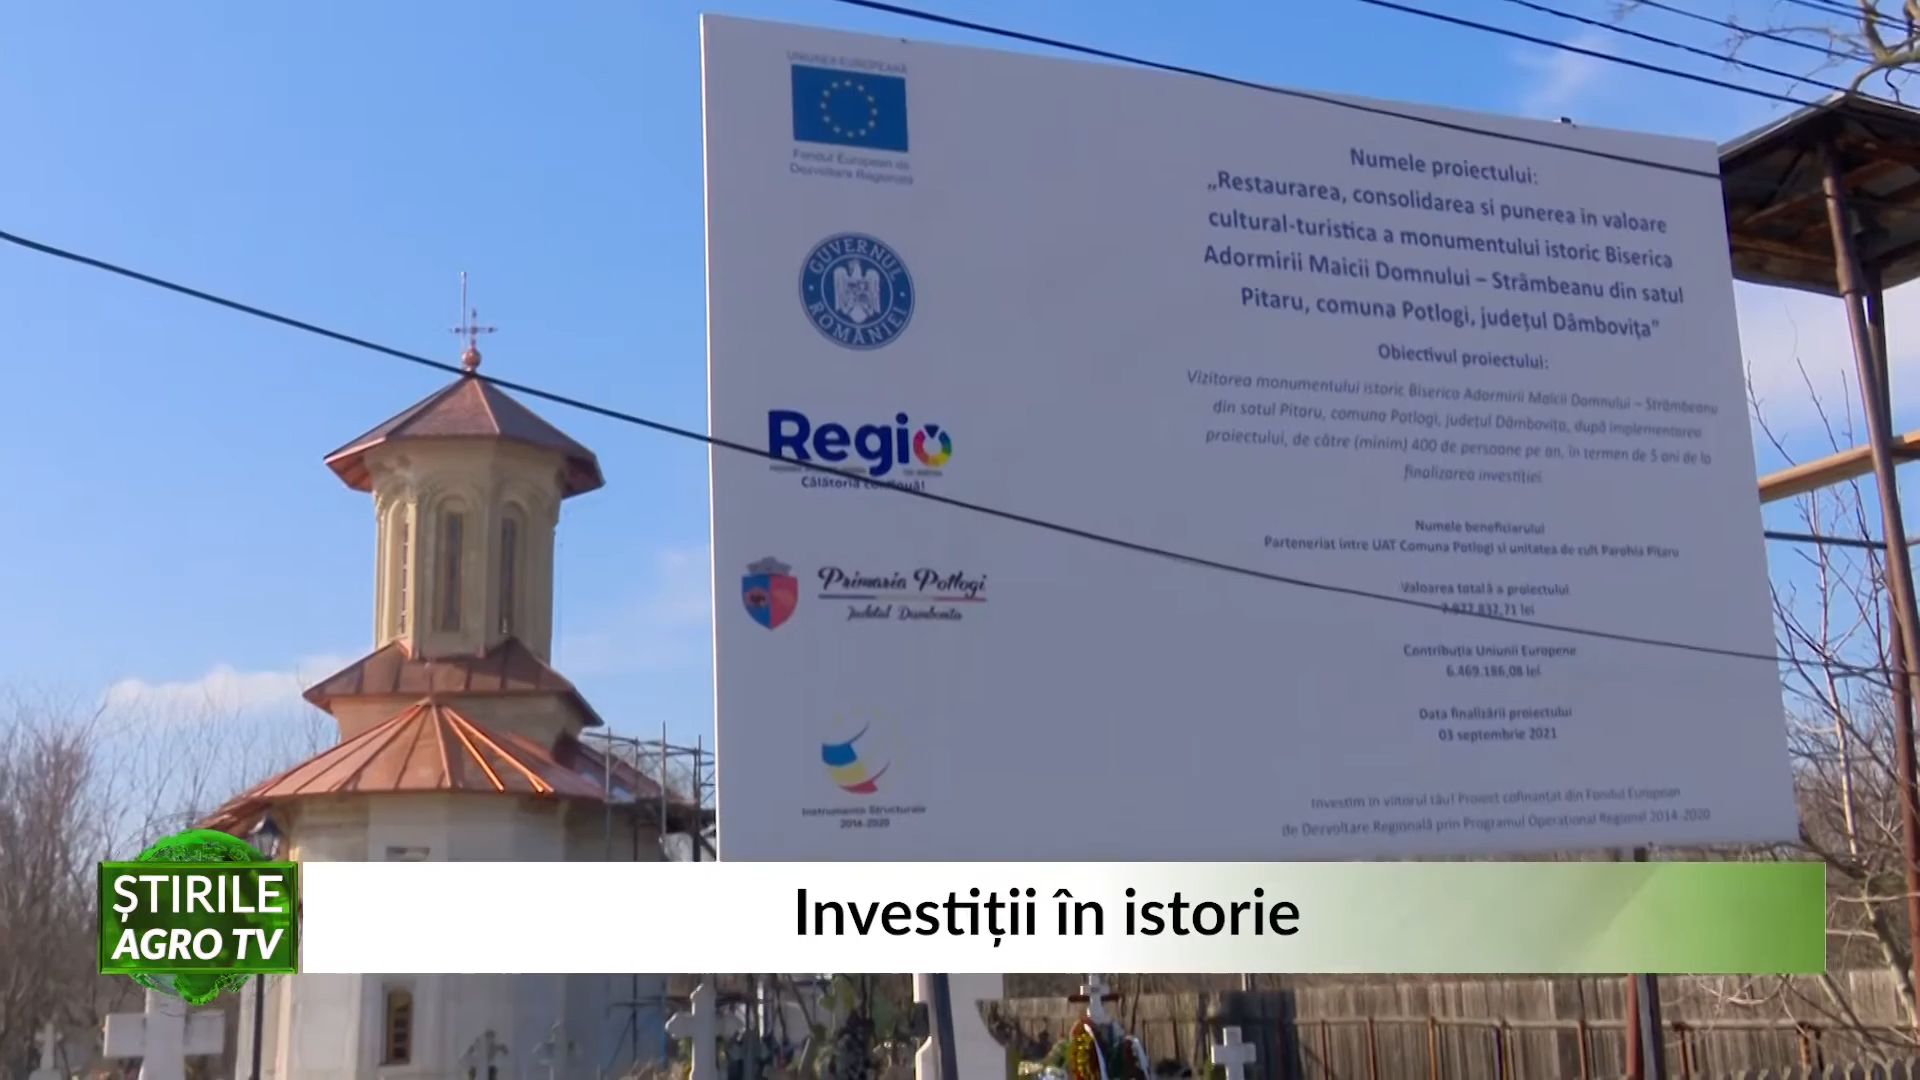 UNIUNEA EUROPEANĂ
Fondul European de
Dezvoltare Regională
GUVERNUL ROMÂNIEI
Regio
Călătoria continuă!
Primaria Potlogi
Judetul Dambovita
Instrumente Structurale
2014-2020
Numele proiectului:
„Restaurarea, consolidarea si punerea in valoare
cultural-turistica a monumentului istoric Biserica
Adormirii Maicii Domnului – Strâmbeanu din satul
Pitaru, comuna Potlogi, județul Dâmbovița”
Obiectivul proiectului:
Vizitarea monumentului istoric Biserica Adormirii Maicii Domnului – Strâmbeanu
din satul Pitaru, comuna Potlogi, județul Dâmbovița, după implementarea
proiectului, de către (minim) 400 de persoane pe an, în termen de 5 ani de la
finalizarea investiției
Numele beneficiarului
Parteneriat intre UAT Comuna Potlogi si unitatea de cult Parohia Pitaru
Valoarea totală a proiectului
lei
Contribuția Uniunii Europene
6.469.186,08 lei
Data finalizării proiectului
03 septembrie 2021
Investim în viitorul tău! Proiect cofinanțat din Fondul European
de Dezvoltare Regională prin Programul Operațional Regional 2014-2020
ȘTIRILE
AGRO TV
Investiții în istorie